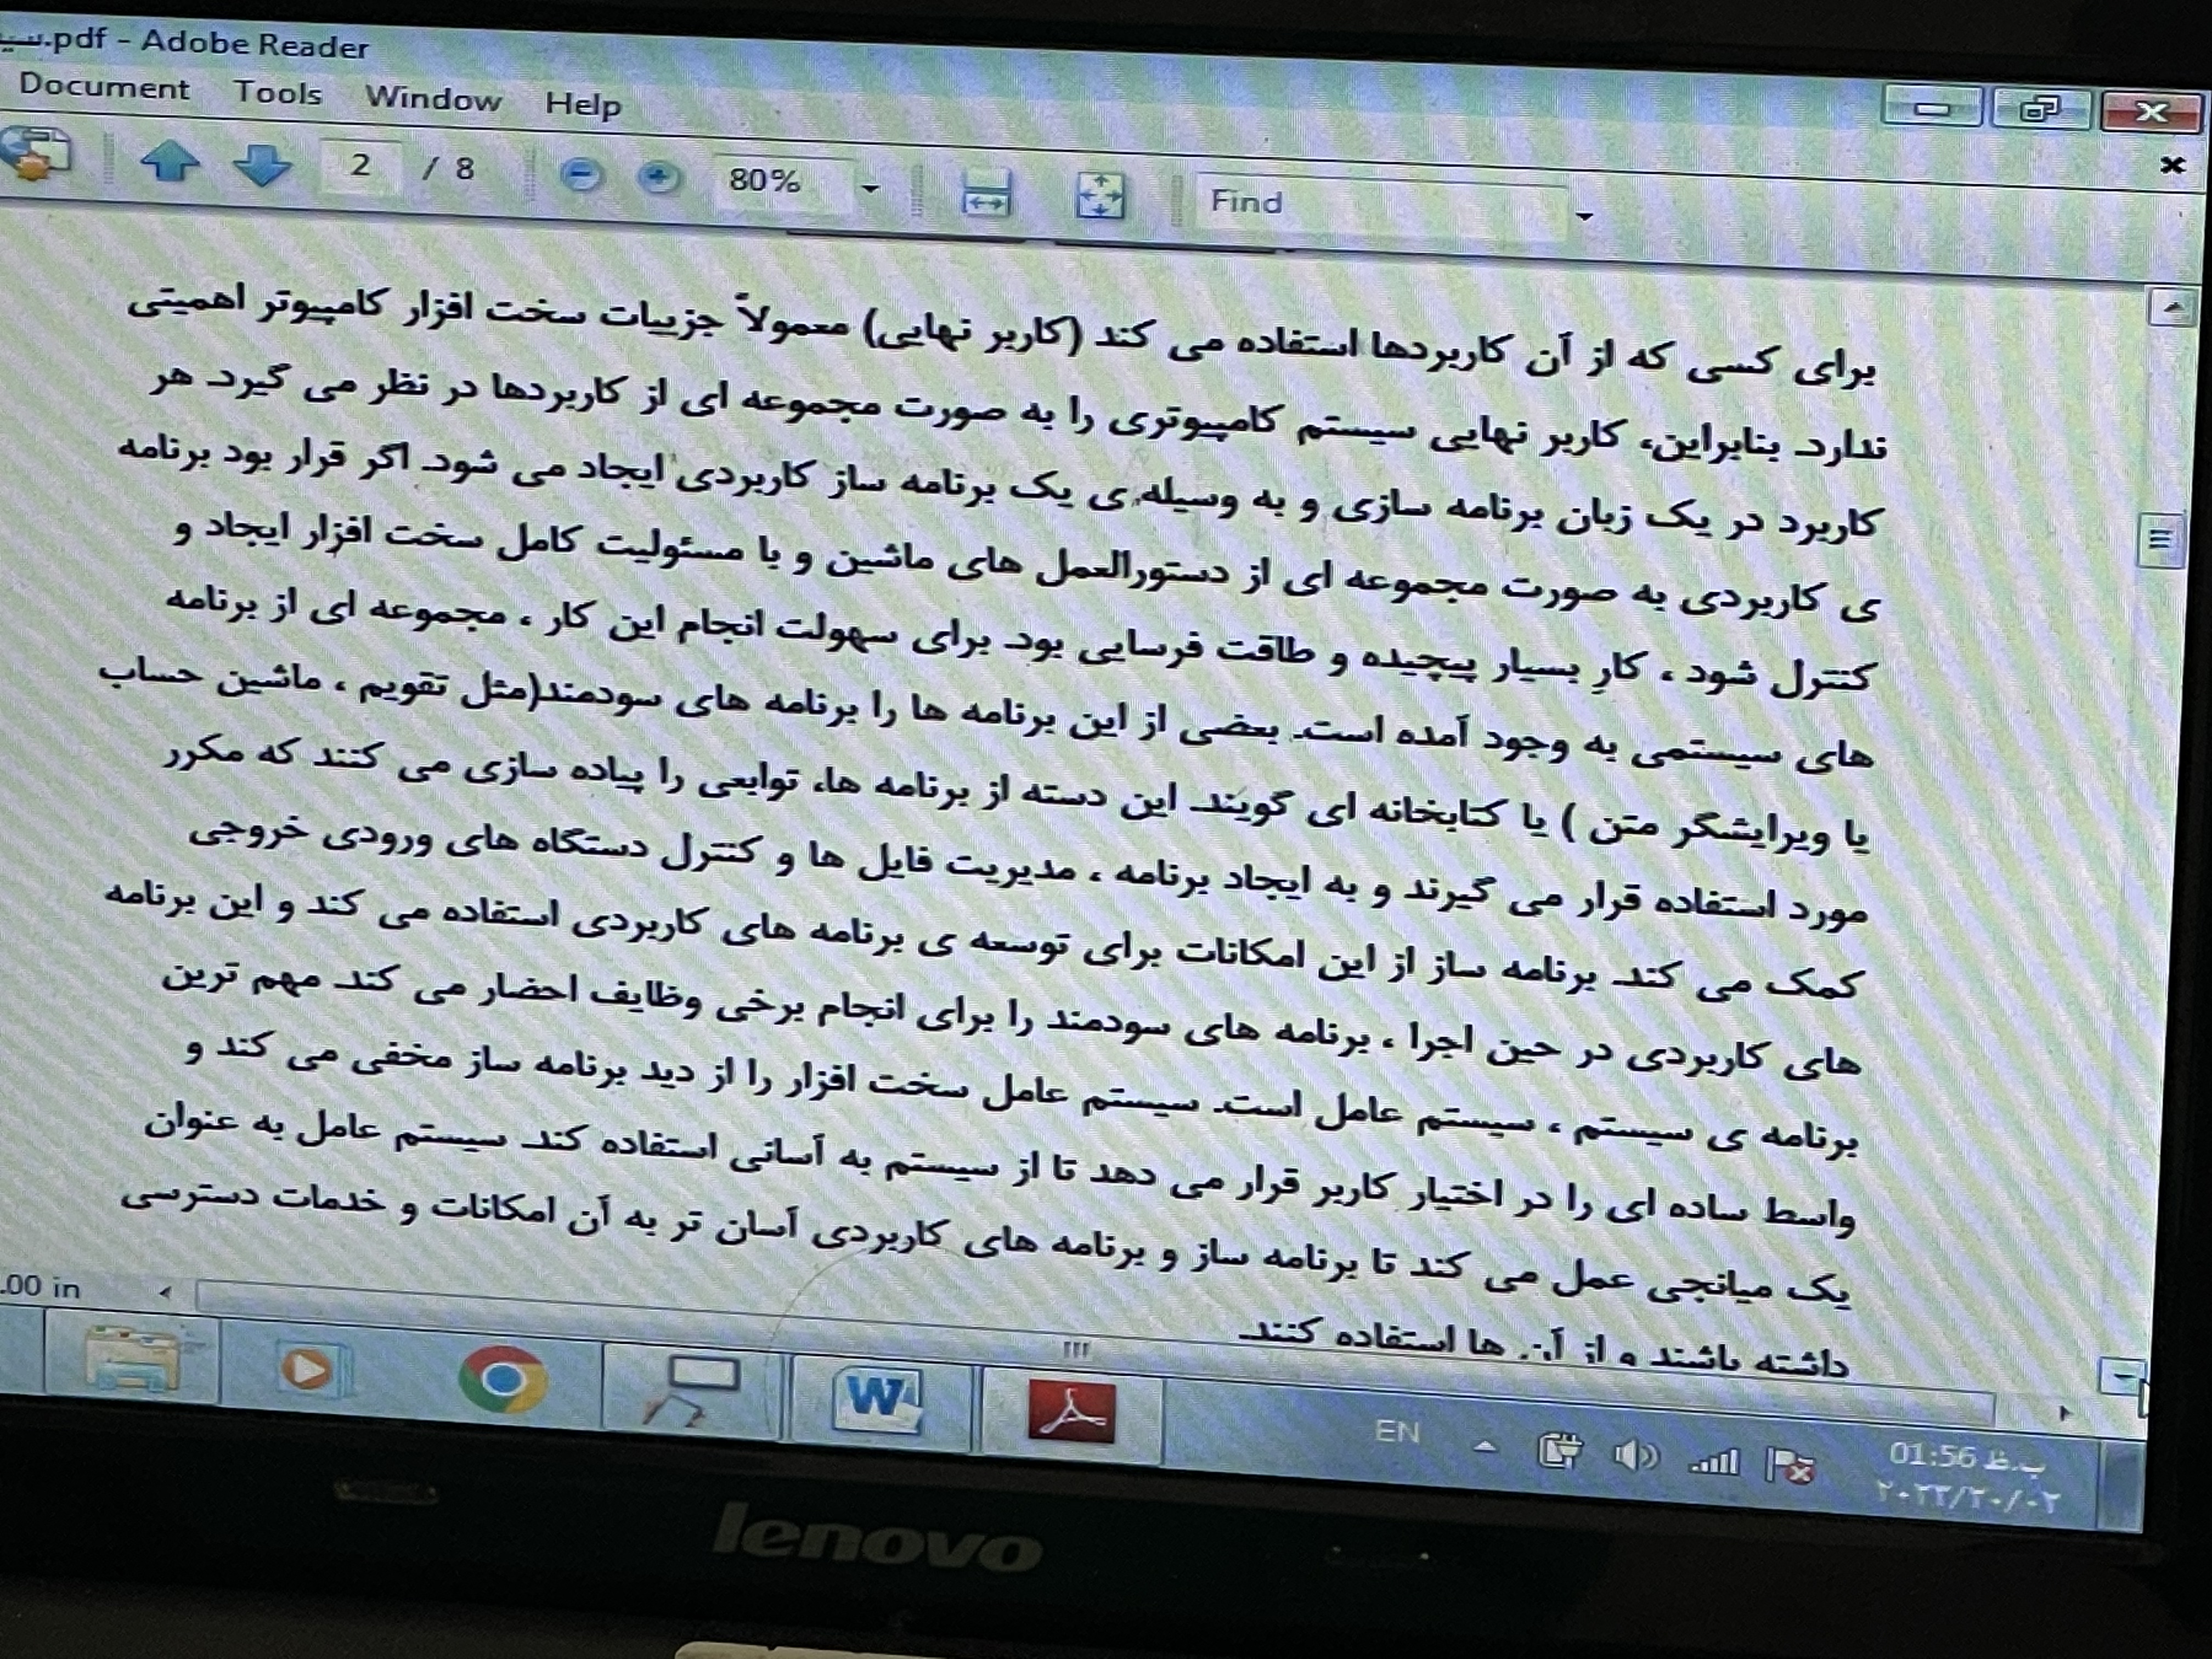 .pdf - Adobe Reader
Document Tools Window Help
2 / 8 80% Find
برای کسی که از آن کاربردها استفاده می کند (کاربر نهایی) معمولاً جزییات سخت افزار کامپیوتر اهمیتی
ندارد. بنابراین، کاربر نهایی سیستم کامپیوتری را به صورت مجموعه ای از کاربردها در نظر می گیرد. هر
کاربرد در یک زبان برنامه سازی و به وسیله ی یک برنامه ساز کاربردی ایجاد می شود. اگر قرار بود برنامه
ی کاربردی به صورت مجموعه ای از دستورالعمل های ماشین و با مسئولیت کامل سخت افزار ایجاد و
کنترل شود ، کارِ بسیار پیچیده و طاقت فرسایی بود. برای سهولت انجام این کار ، مجموعه ای از برنامه
های سیستمی به وجود آمده است. بعضی از این برنامه ها را برنامه های سودمند(مثل تقویم ، ماشین حساب
یا ویرایشگر متن ) یا کتابخانه ای گویند. این دسته از برنامه ها، توابعی را پیاده سازی می کنند که مکرر
مورد استفاده قرار می گیرند و به ایجاد برنامه ، مدیریت فایل ها و کنترل دستگاه های ورودی خروجی
کمک می کند. برنامه ساز از این امکانات برای توسعه ی برنامه های کاربردی استفاده می کند و این برنامه
های کاربردی در حین اجرا ، برنامه های سودمند را برای انجام برخی وظایف احضار می کند. مهم ترین
برنامه ی سیستم ، سیستم عامل است. سیستم عامل سخت افزار را از دید برنامه ساز مخفی می کند و
واسط ساده ای را در اختیار کاربر قرار می دهد تا از سیستم به آسانی استفاده کند. سیستم عامل به عنوان
یک میانجی عمل می کند تا برنامه ساز و برنامه های کاربردی آسان تر به آن امکانات و خدمات دسترسی
داشته باشند و از آن ها استفاده کنند.
.00 in
EN
01:56 ب.ظ
۲۰۲۳/۲۰/۰۲
lenovo